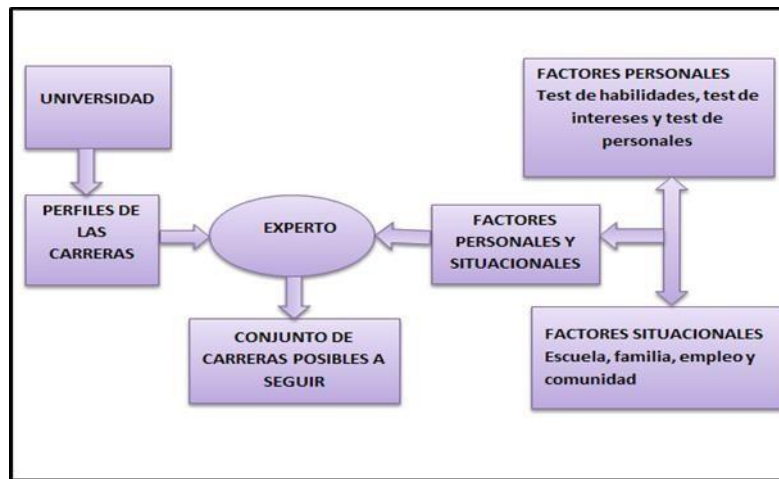 UNIVERSIDAD
PERFILES DE
LAS
CARRERAS
EXPERTO
CONJUNTO DE
CARRERAS POSIBLES A
SEGUIR
FACTORES
PERSONALES Y
SITUACIONALES
FACTORES PERSONALES
Test de habilidades, test de
intereses y test de
personales
FACTORES SITUACIONALES
Escuela, familia, empleo y
comunidad